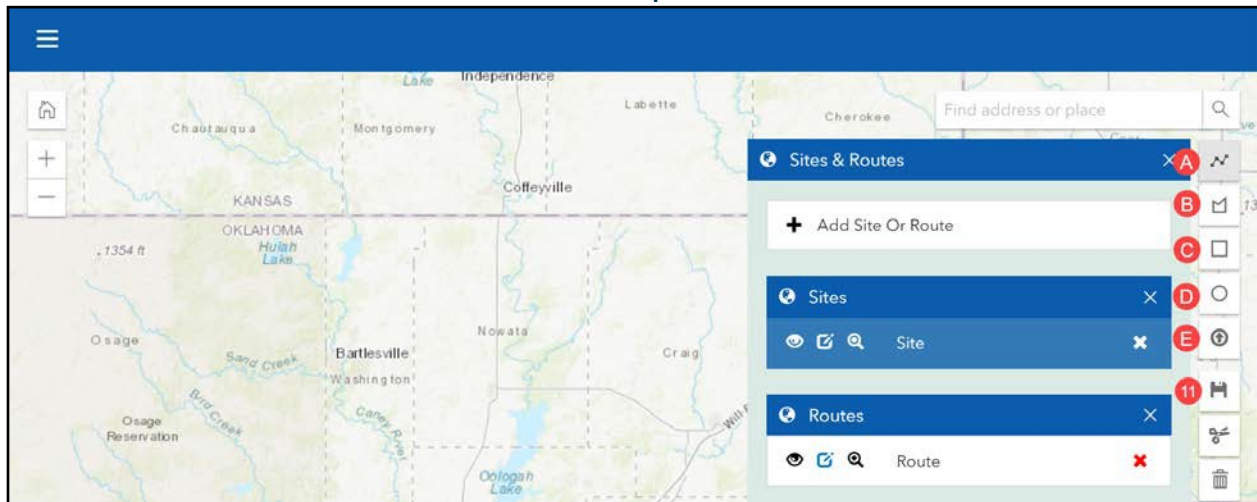 Independence
Lake
Labette
Find address or place
Cherokee
Chautauqua
Montgomery
Sites & Routes
A
Coffeyville
KANSAS
B
OKLAHOMA
Add Site Or Route
Hulah
Lake
1354 ft
C
Sites
D
Nowata
Osage
Sand Creek
Bartlesville
Craig
Site
E
Washington
Bird Creek
Caney River
11
Osage
Reservation
Routes
Oologah
Lake
Route